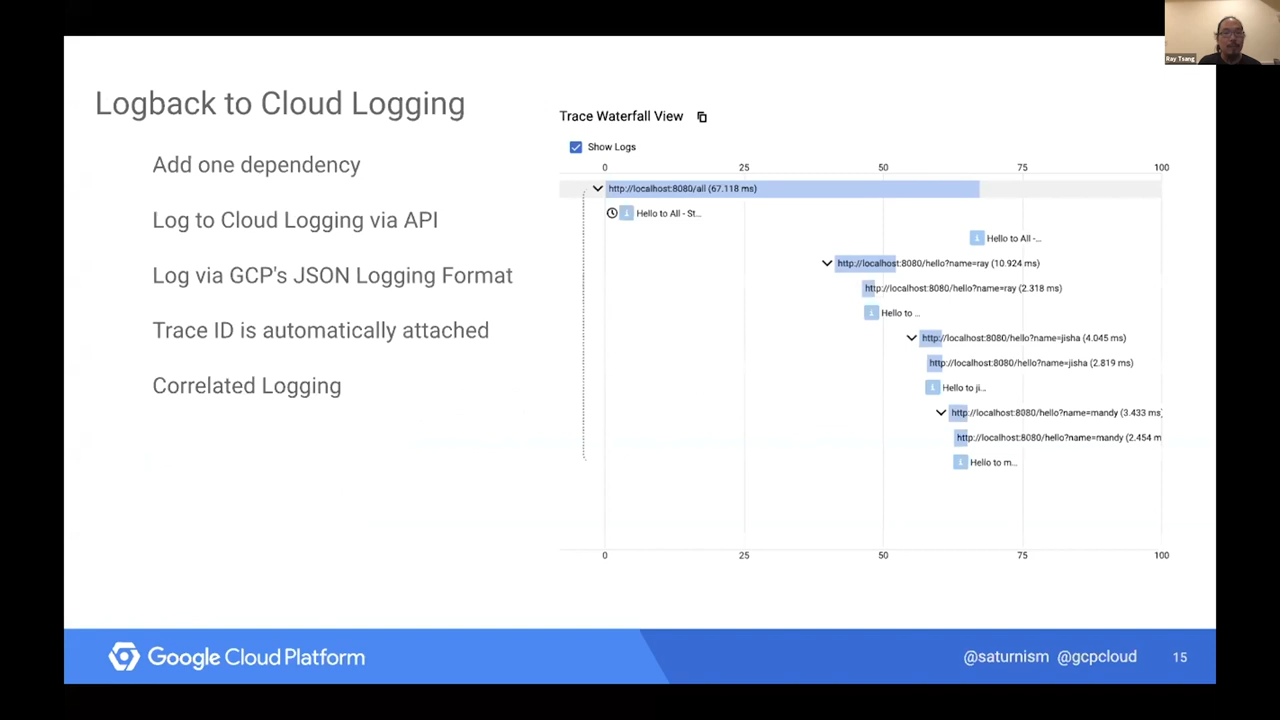 Ray Tsang
Logback to Cloud Logging
Add one dependency
Log to Cloud Logging via API
Log via GCP's JSON Logging Format
Trace ID is automatically attached
Correlated Logging
Trace Waterfall View
Show Logs
0 25 50 75 100
http://localhost:8080/all (67.118 ms)
Hello to All - St...
Hello to All -...
http://localhost:8080/hello?name=ray (10.924 ms)
http://localhost:8080/hello?name=ray (2.318 ms)
Hello to ...
http://localhost:8080/hello?name=jisha (4.045 ms)
http://localhost:8080/hello?name=jisha (2.819 ms)
Hello to ji...
http://localhost:8080/hello?name=mandy (3.433 ms)
http://localhost:8080/hello?name=mandy (2.454 m
Hello to m...
0 25 50 75 100
Google Cloud Platform
@saturnism @gcpcloud 15